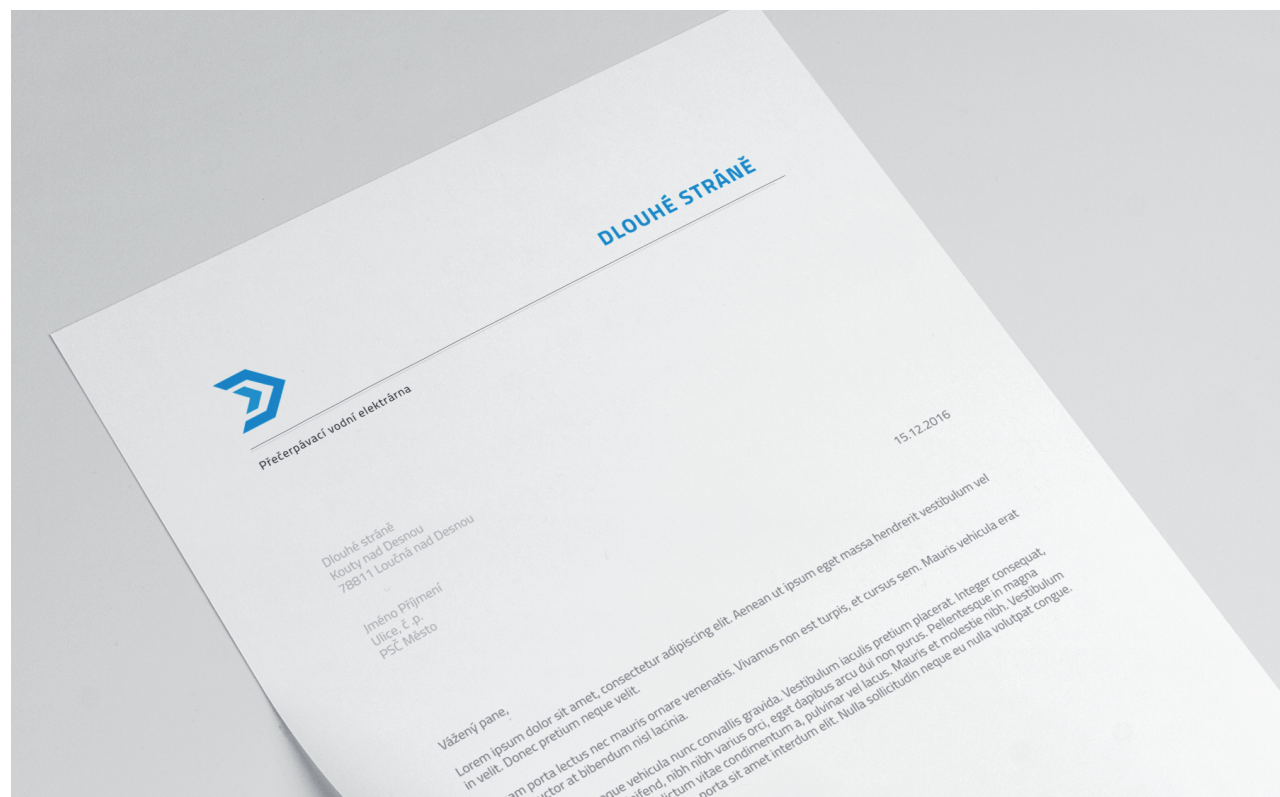 DLOUHÉ STRÁNĚ
Přečerpávací vodní elektrárna
15.12.2016
Dlouhé stráně
Kouty nad Desnou
78811 Loučná nad Desnou
Jméno Příjmení
Ulice, č .p.
PSČ Město
Vážený pane,
Lorem ipsum dolor sit amet, consectetur adipiscing elit. Aenean ut ipsum eget massa hendrerit vestibulum vel
in velit. Donec pretium neque velit.
porta lectus nec mauris ornare venenatis. Vivamus non est turpis, et cursus sem. Mauris vehicula erat
at bibendum nisl lacinia.
vehicula nunc convallis gravida. Vestibulum iaculis pretium placerat. Integer consequat,
nibh nibh varius orci, eget dapibus arcu dui non purus. Pellentesque in magna
vitae condimentum a, pulvinar vel lacus. Mauris et molestie nibh. Vestibulum
porta sit amet interdum elit. Nulla sollicitudin neque eu nulla volutpat congue.